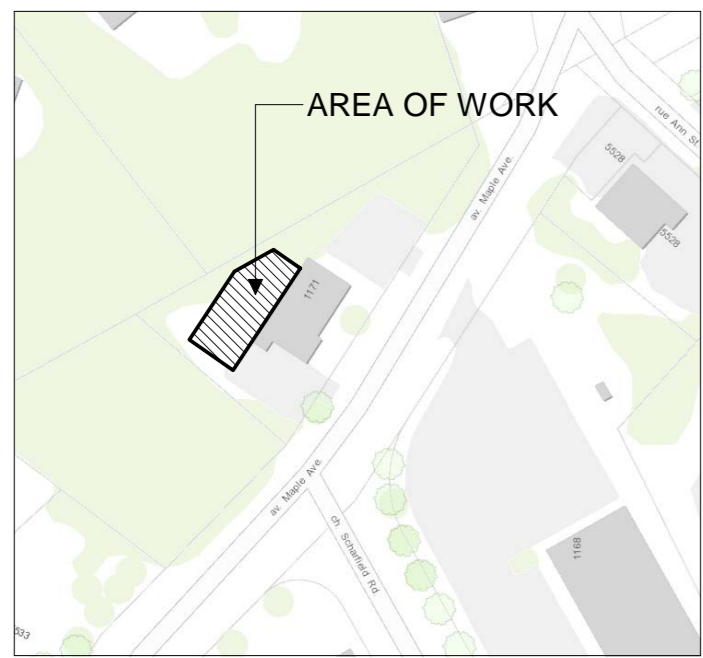 AREA OF WORK
rue Ann St.
5528
av. Maple Ave.
5528
1171
av. Maple Ave.
ch. Scharfield Rd
1168
533